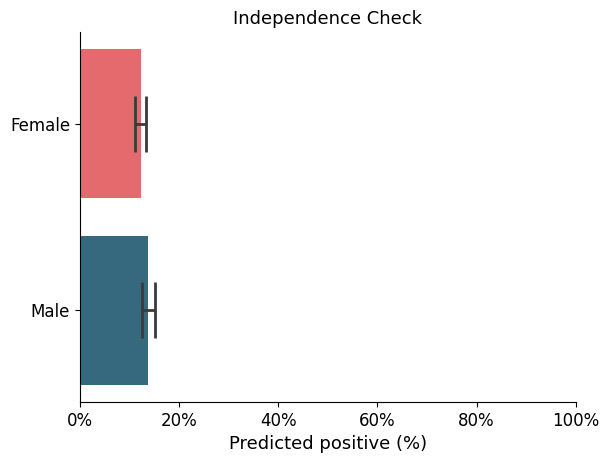 Independence Check
Female
Male
0% 20% 40% 60% 80% 100%
Predicted positive (%)